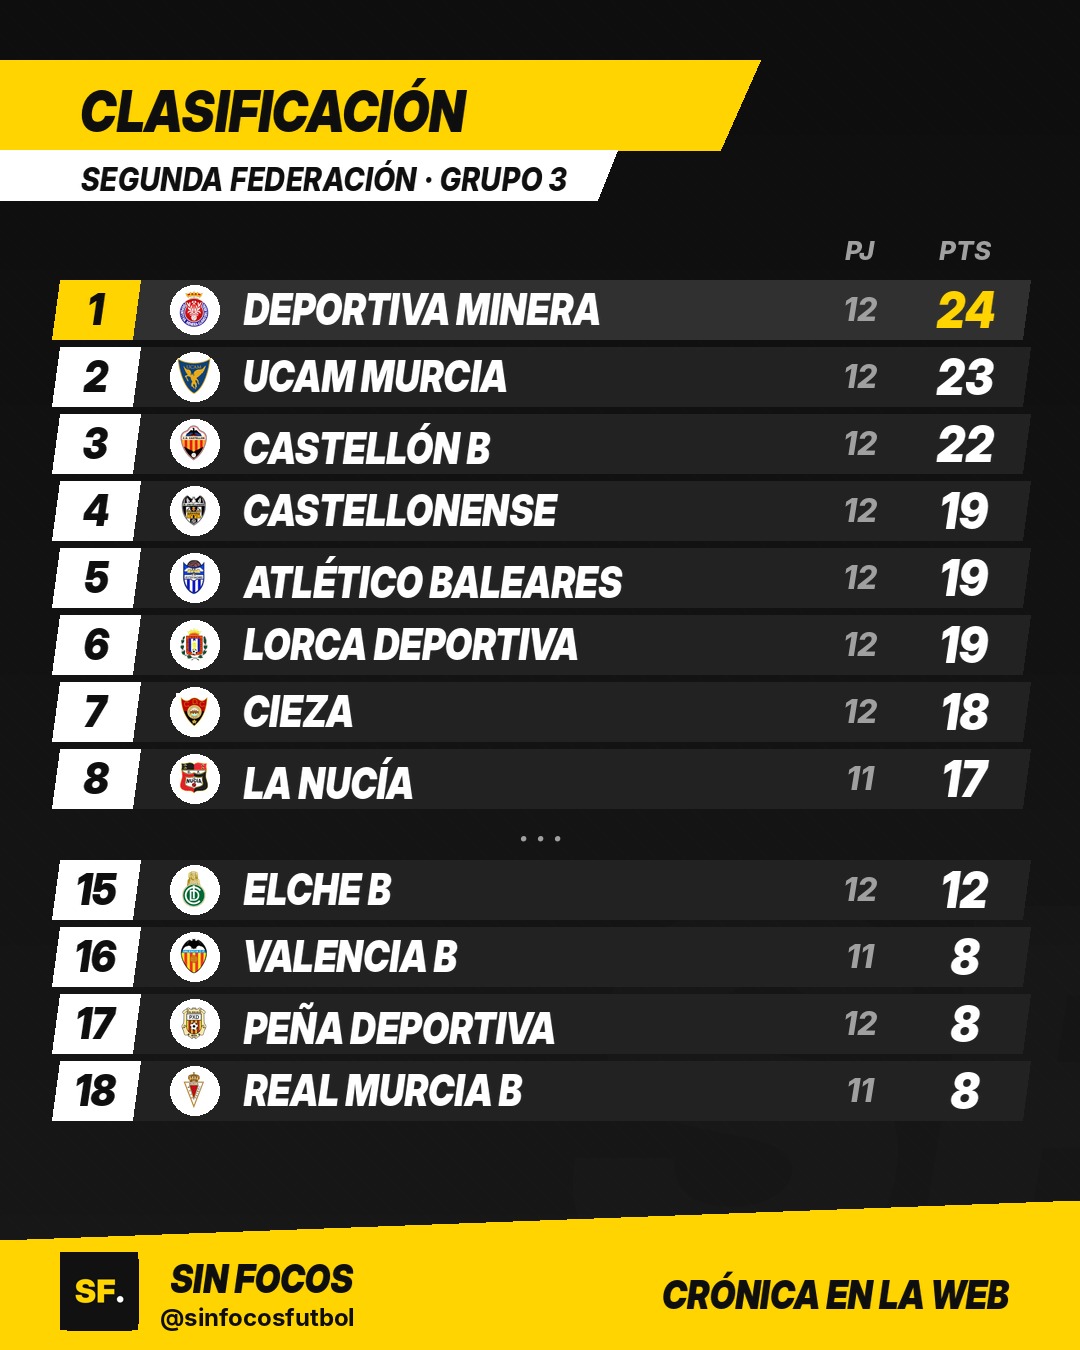 CLASIFICACIÓN
SEGUNDA FEDERACIÓN · GRUPO 3
PJ PTS
1 DEPORTIVA MINERA 12 24
2 UCAM MURCIA 12 23
3 CASTELLÓN B 12 22
4 CASTELLONENSE 12 19
5 ATLÉTICO BALEARES 12 19
6 LORCA DEPORTIVA 12 19
7 CIEZA 12 18
8 LA NUCÍA 11 17
...
15 ELCHE B 12 12
16 VALENCIA B 11 8
17 PEÑA DEPORTIVA 12 8
18 REAL MURCIA B 11 8
SF. SIN FOCOS
@sinfocosfutbol
CRÓNICA EN LA WEB